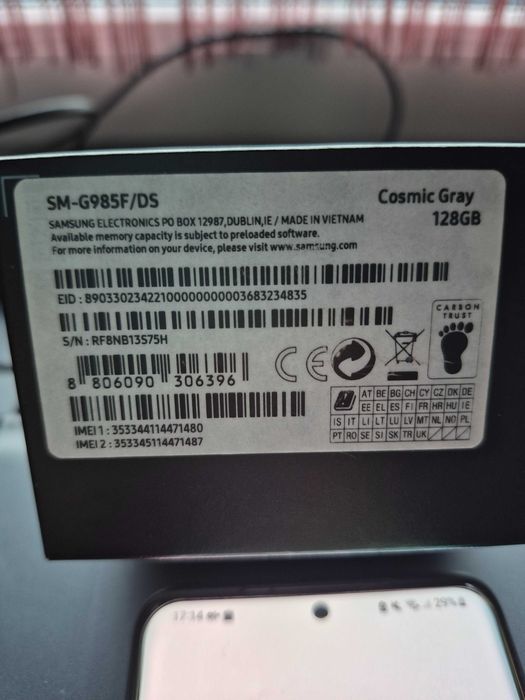 SM-G985F/DS
Cosmic Gray
128GB
SAMSUNG ELECTRONICS PO BOX 12987,DUBLIN,IE / MADE IN VIETNAM
Available memory capacity is subject to preloaded software.
For more information on your device, please visit www.samsung.com
EID : 89033023422100000000003683234835
S/N : RF8NB13S75H
CARBON
TRUST
CE
8 806090 306396
AT BE BG CH CY CZ DK DE
EE EL ES FI FR HR HU IE
IS IT LI LT LU LV MT NL NO PL
PT RO SE SI SK TR UK
IMEI 1 : 353344114471480
IMEI 2 : 353345114471487
17:14
29%